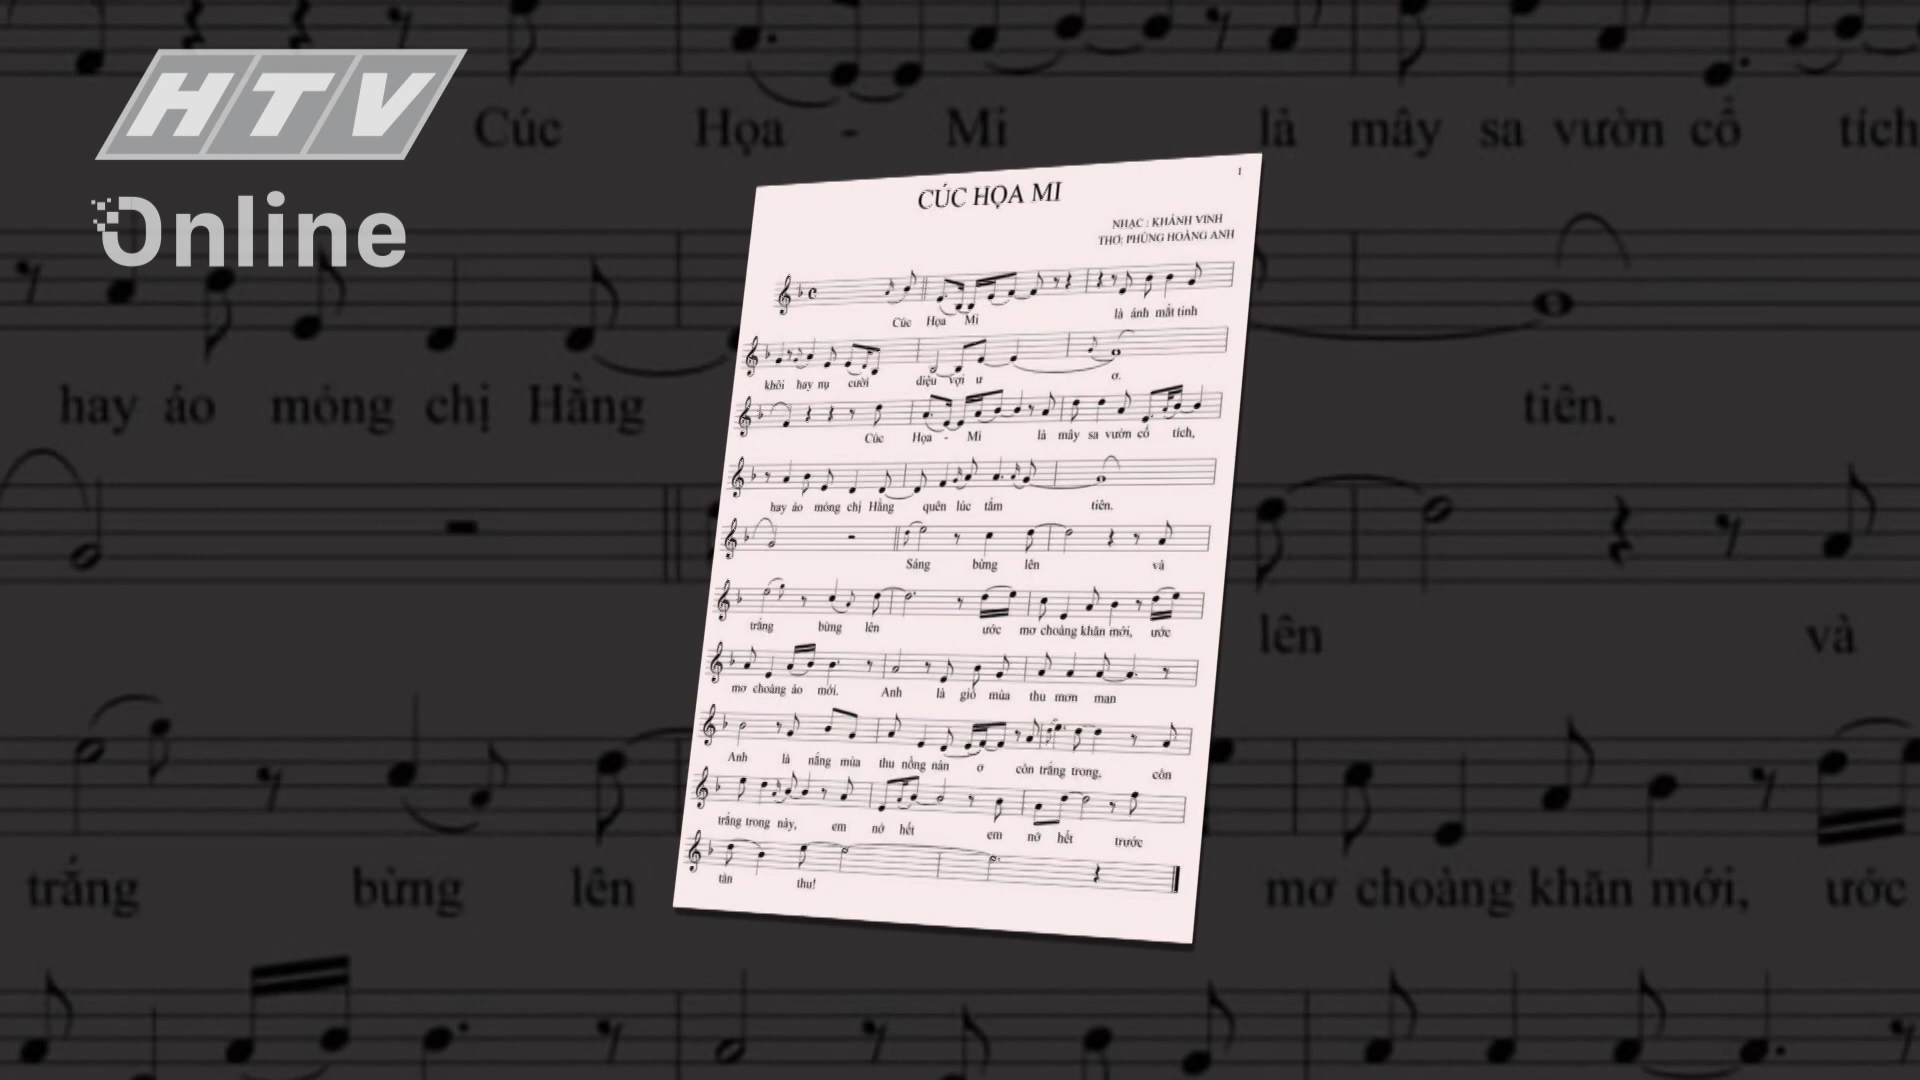 HTV
Online
1
CÚC HỌA MI
NHẠC : KHÁNH VINH
THƠ: PHÙNG HOÀNG ANH
Cúc Họa Mi là ánh mắt tinh
khôi hay nụ cười diệu vợi ư ơ.
Cúc Họa - Mi là mây sa vườn cổ tích,
hay áo mỏng chị Hằng quên lúc tắm tiên.
Sáng bừng lên và
trắng bừng lên ước mơ choàng khăn mới, ước
mơ choàng áo mới. Anh là gió mùa thu mơn man
Anh là nắng mùa thu nồng nàn ơ còn trắng trong, còn
trắng trong này, em nở hết em nở hết trước
tàn thu!
Cúc Họa - Mi là mây sa vườn cổ tích
hay áo mỏng chị Hằng tiên.
lên và
trắng bừng lên mơ choàng khăn mới, ước